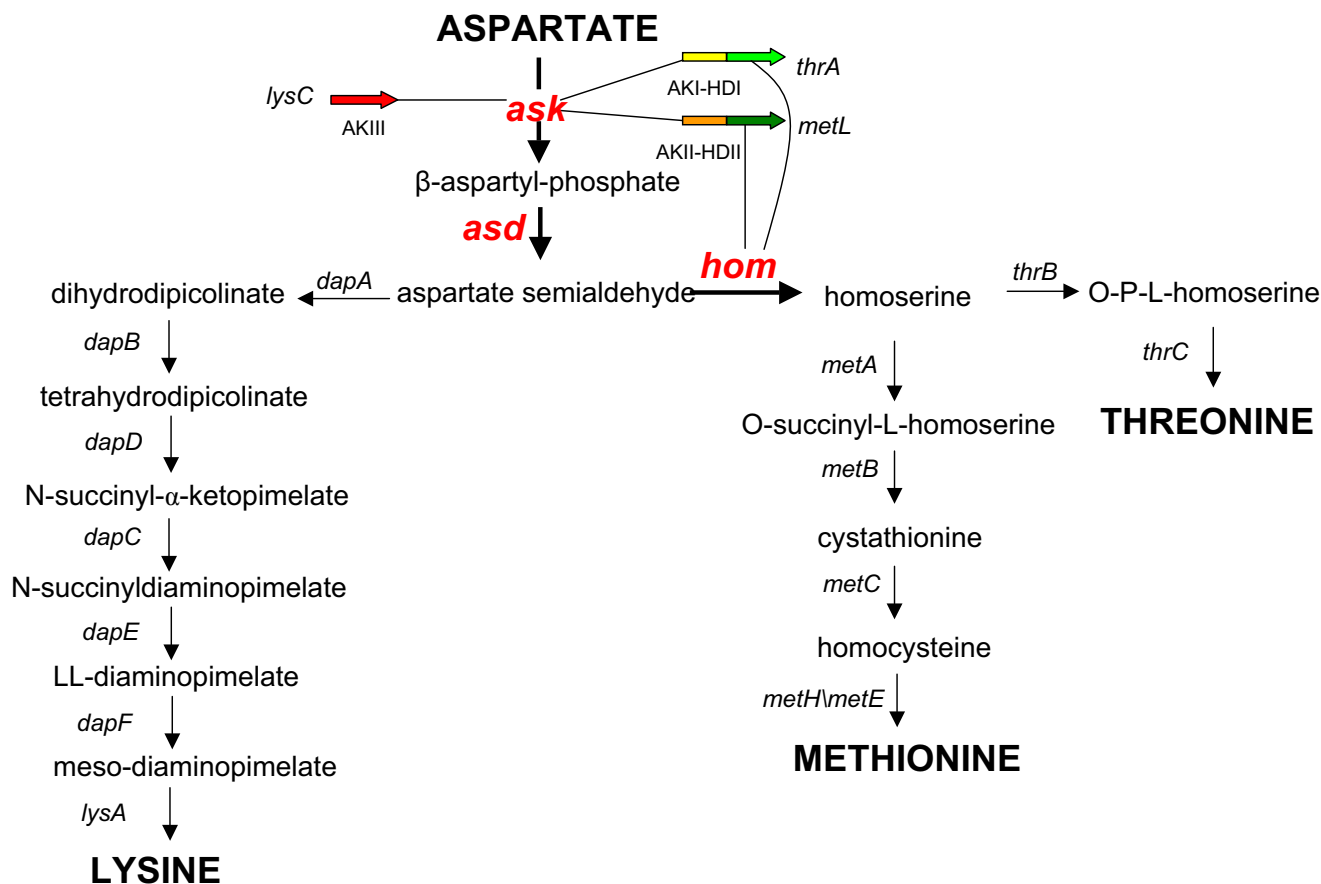 ASPARTATE
thrA
lysC
AKI-HDI
ask
metL
AKIII
AKII-HDII
β-aspartyl-phosphate
asd
hom
dapA
thrB
dihydrodipicolinate
aspartate semialdehyde
homoserine
O-P-L-homoserine
dapB
metA
thrC
tetrahydrodipicolinate
O-succinyl-L-homoserine
THREONINE
dapD
metB
N-succinyl-α-ketopimelate
dapC
cystathionine
N-succinyldiaminopimelate
metC
dapE
homocysteine
LL-diaminopimelate
metH\metE
dapF
METHIONINE
meso-diaminopimelate
lysA
LYSINE